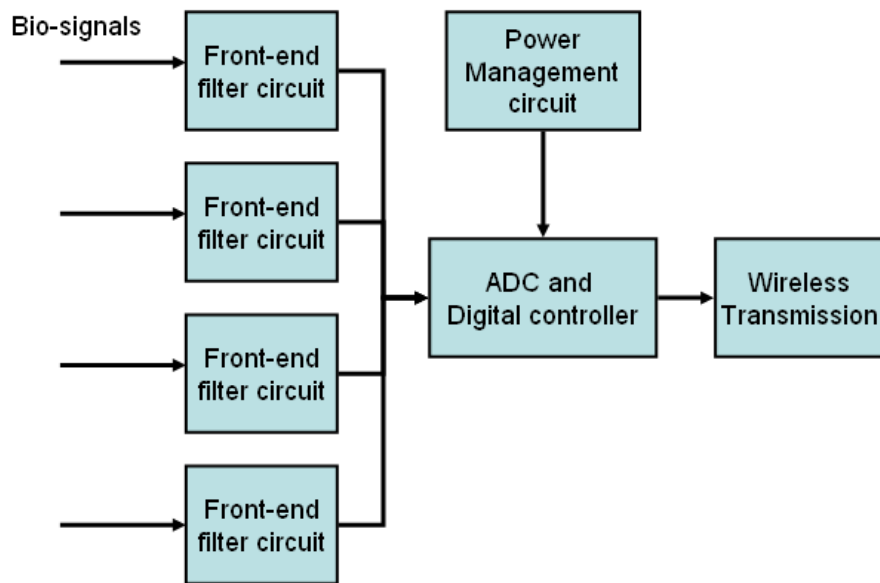 Bio-signals
Front-end
filter circuit
Power
Management
circuit
Front-end
filter circuit
ADC and
Digital controller
Wireless
Transmission
Front-end
filter circuit
Front-end
filter circuit